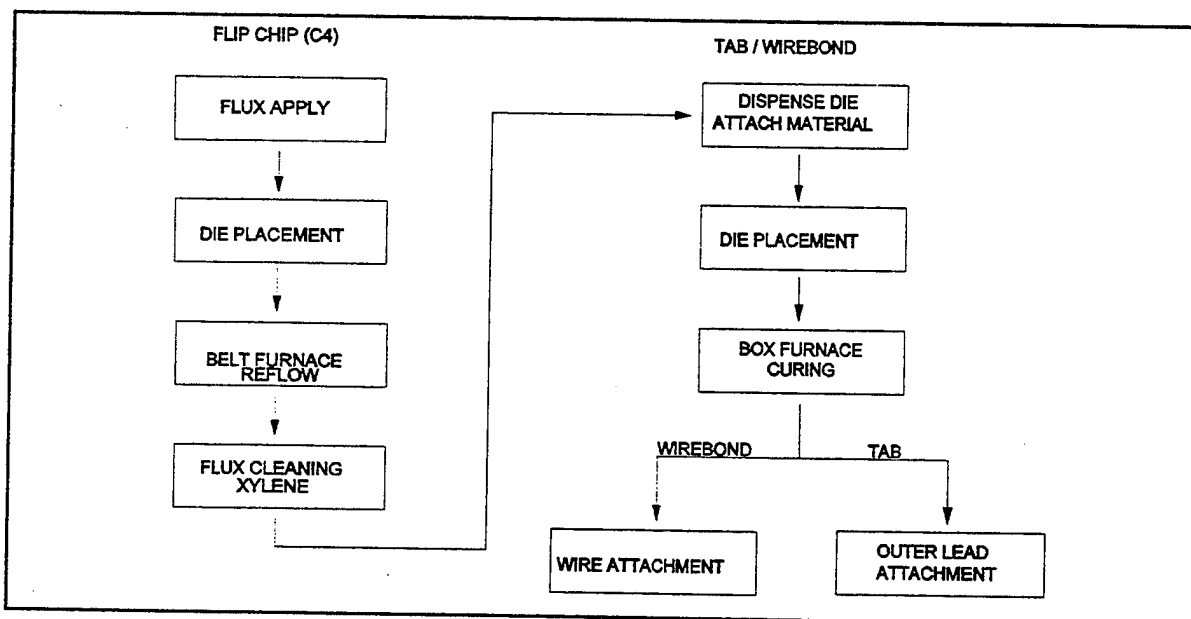 FLIP CHIP (C4)
FLUX APPLY
DIE PLACEMENT
BELT FURNACE
REFLOW
FLUX CLEANING
XYLENE
TAB / WIREBOND
DISPENSE DIE
ATTACH MATERIAL
DIE PLACEMENT
BOX FURNACE
CURING
WIREBOND
TAB
WIRE ATTACHMENT
OUTER LEAD
ATTACHMENT